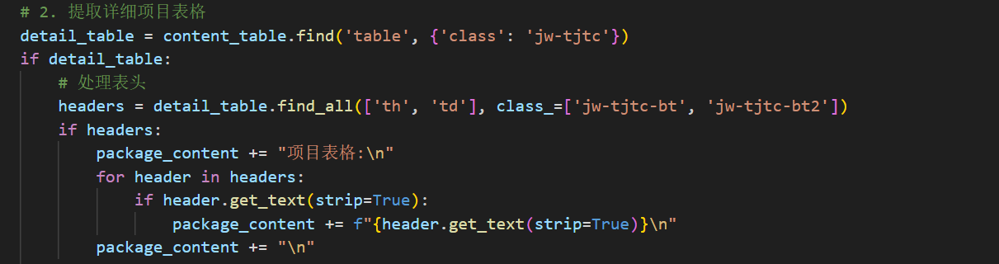 # 2. 提取详细项目表格
detail_table = content_table.find('table', {'class': 'jw-tjtc'})
if detail_table:
    # 处理表头
    headers = detail_table.find_all(['th', 'td'], class_=['jw-tjtc-bt', 'jw-tjtc-bt2'])
    if headers:
        package_content += "项目表格:\n"
        for header in headers:
            if header.get_text(strip=True):
                package_content += f"{header.get_text(strip=True)}\n"
        package_content += "\n"